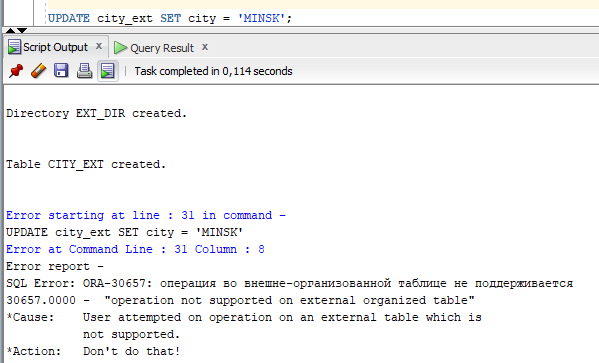 UPDATE city_ext SET city = 'MINSK';
Script Output x Query Result x
Task completed in 0,114 seconds
Directory EXT_DIR created.
Table CITY_EXT created.
Error starting at line : 31 in command -
UPDATE city_ext SET city = 'MINSK'
Error at Command Line : 31 Column : 8
Error report -
SQL Error: ORA-30657: операция во внешне-организованной таблице не поддерживается
30657.0000 -  "operation not supported on external organized table"
*Cause:    User attempted on operation on an external table which is
           not supported.
*Action:   Don't do that!